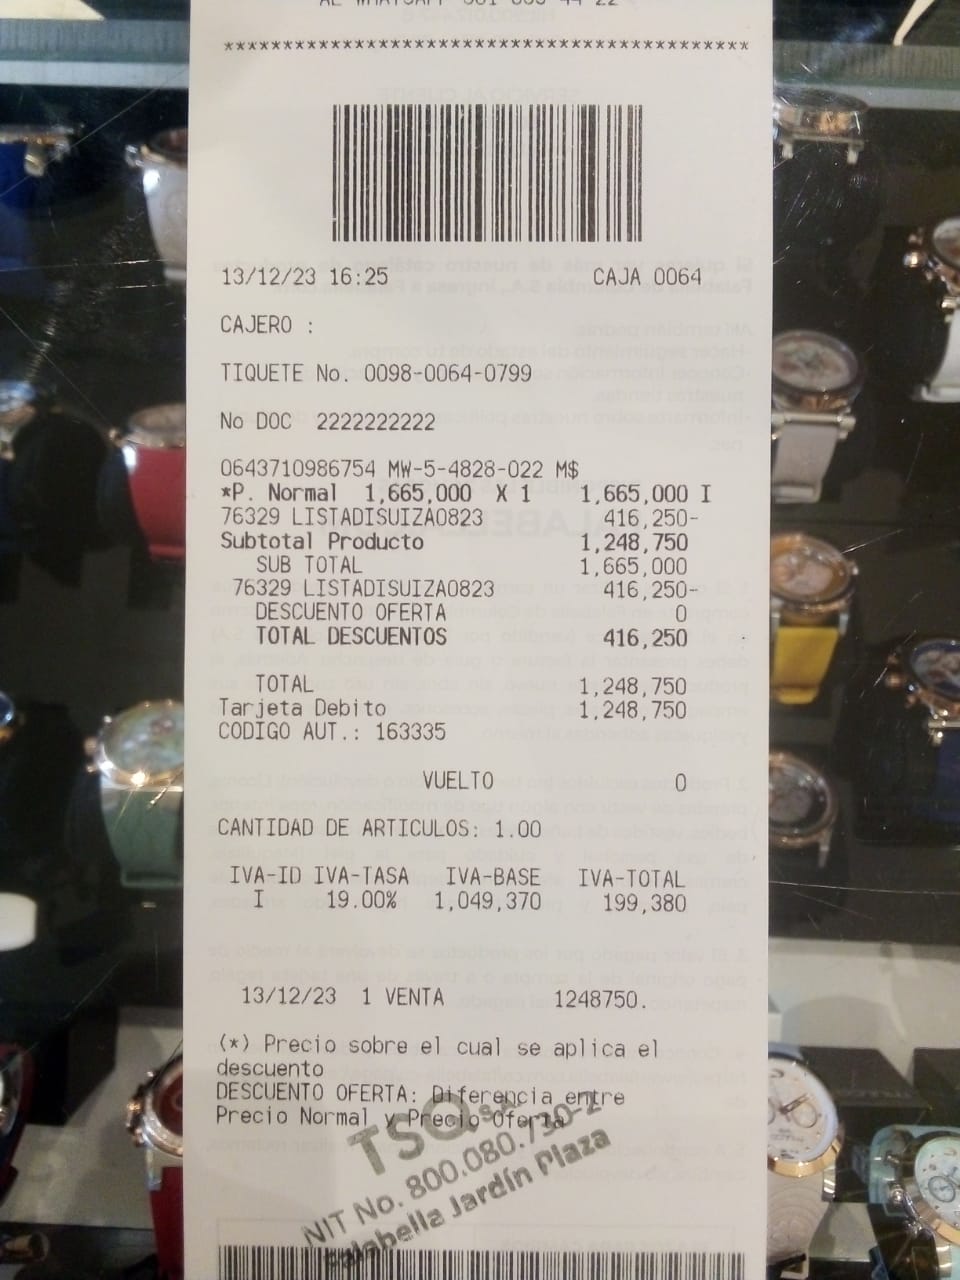 AL WHATSAPP
************************************************
13/12/23 16:25 CAJA 0064
CAJERO :
TIQUETE No. 0098-0064-0799
No DOC 2222222222
0643710986754 MW-5-4828-022 M$
*P. Normal 1,665,000 X 1 1,665,000 I
76329 LISTADISUIZA0823 416,250-
Subtotal Producto 1,248,750
SUB TOTAL 1,665,000
76329 LISTADISUIZA0823 416,250-
DESCUENTO OFERTA 0
TOTAL DESCUENTOS 416,250
TOTAL 1,248,750
Tarjeta Debito 1,248,750
CODIGO AUT.: 163335
VUELTO 0
CANTIDAD DE ARTICULOS: 1.00
IVA-ID IVA-TASA IVA-BASE IVA-TOTAL
I 19.00% 1,049,370 199,380
13/12/23 1 VENTA 1248750.
(*) Precio sobre el cual se aplica el
descuento
DESCUENTO OFERTA: Diferencia entre
Precio Normal y Precio Oferta
TSQ
NIT No. 800.080.730-2
Falabella Jardín Plaza